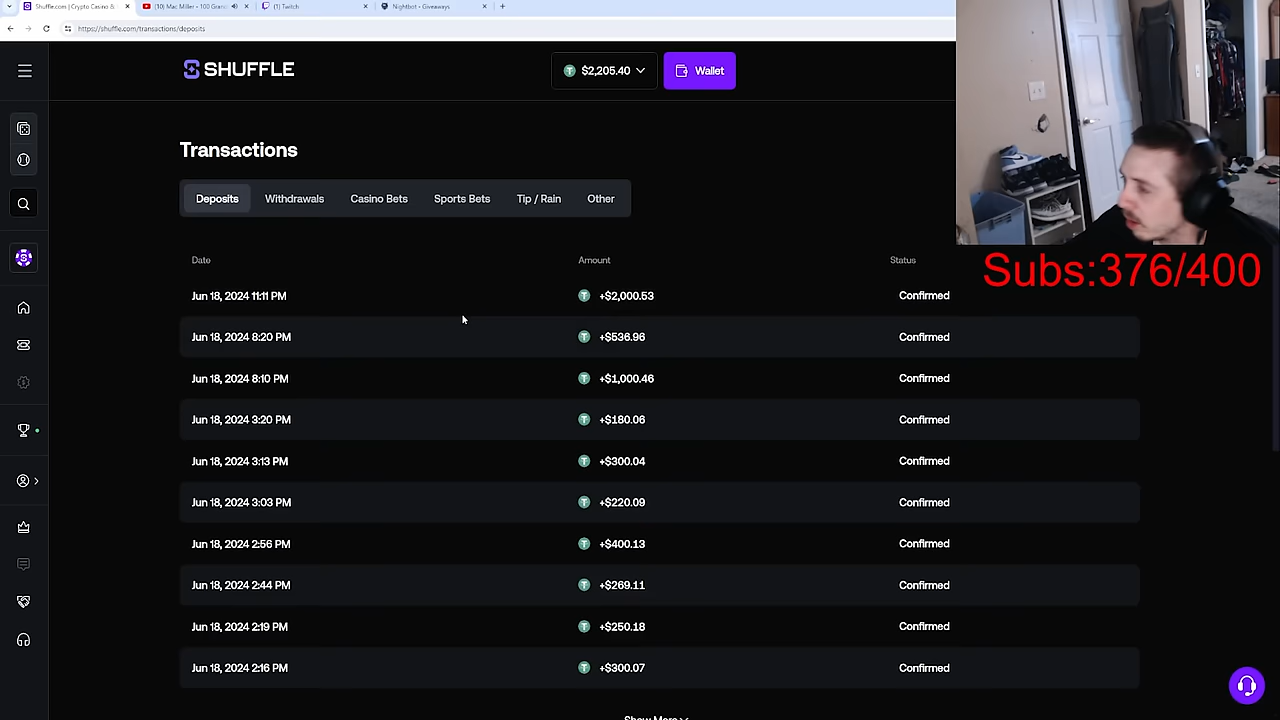 Shuffle.com | Crypto Casino &
(10) Mac Miller - 100 Grand
(1) Twitch
Nightbot - Giveaways
https://shuffle.com/transactions/deposits
SHUFFLE
$2,205.40
Wallet
Transactions
Deposits Withdrawals Casino Bets Sports Bets Tip / Rain Other
Date Amount Status
Jun 18, 2024 11:11 PM +$2,000.53 Confirmed
Jun 18, 2024 8:20 PM +$536.96 Confirmed
Jun 18, 2024 8:10 PM +$1,000.46 Confirmed
Jun 18, 2024 3:20 PM +$180.06 Confirmed
Jun 18, 2024 3:13 PM +$300.04 Confirmed
Jun 18, 2024 3:03 PM +$220.09 Confirmed
Jun 18, 2024 2:56 PM +$400.13 Confirmed
Jun 18, 2024 2:44 PM +$269.11 Confirmed
Jun 18, 2024 2:19 PM +$250.18 Confirmed
Jun 18, 2024 2:16 PM +$300.07 Confirmed
Show More
Subs:376/400